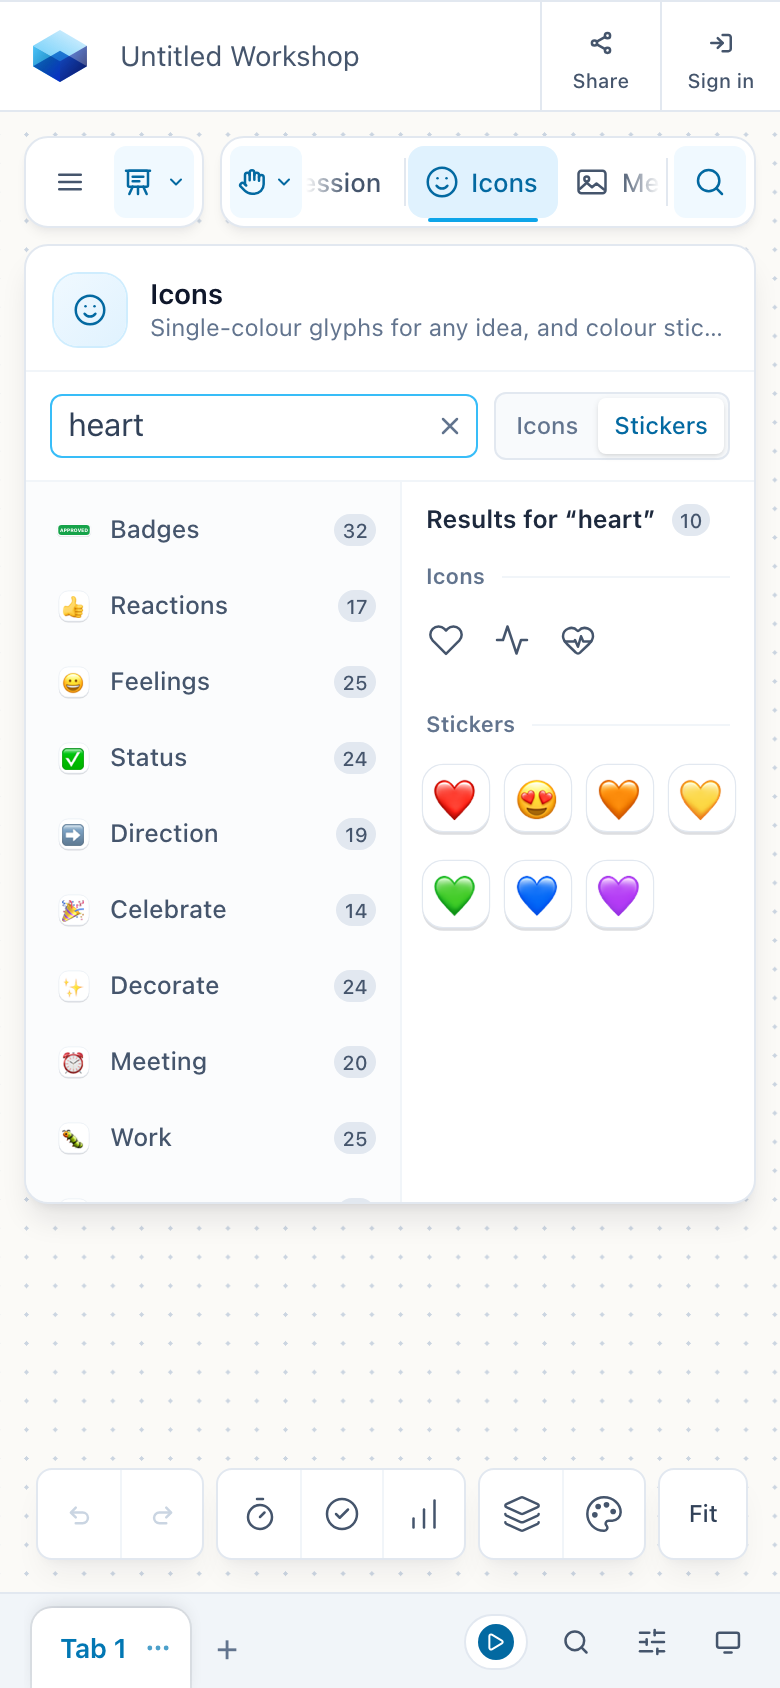 Untitled Workshop
Share
Sign in
ession
Icons
Me
Icons
Single-colour glyphs for any idea, and colour stic...
heart
Icons
Stickers
APPROVED
Badges 32
Reactions 17
Feelings 25
Status 24
Direction 19
Celebrate 14
Decorate 24
Meeting 20
Work 25
Results for “heart” 10
Icons
Stickers
Fit
Tab 1